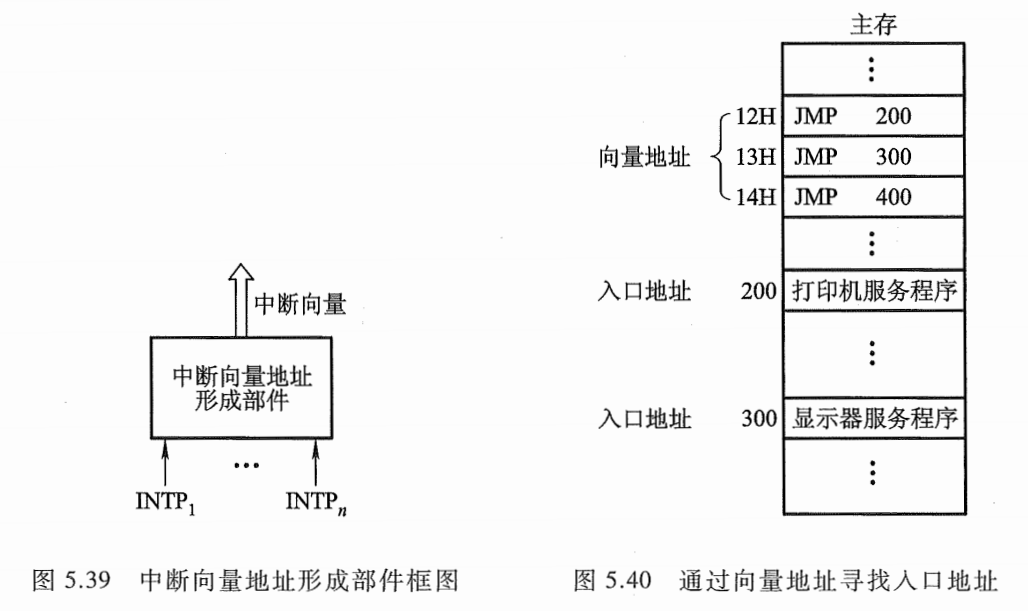 主存
⋮
12H JMP 200
向量地址 13H JMP 300
14H JMP 400
⋮
入口地址 200 打印机服务程序
⋮
入口地址 300 显示器服务程序
⋮
中断向量
中断向量地址
形成部件
…
INTP₁ INTPₙ
图 5.39 中断向量地址形成部件框图
图 5.40 通过向量地址寻找入口地址